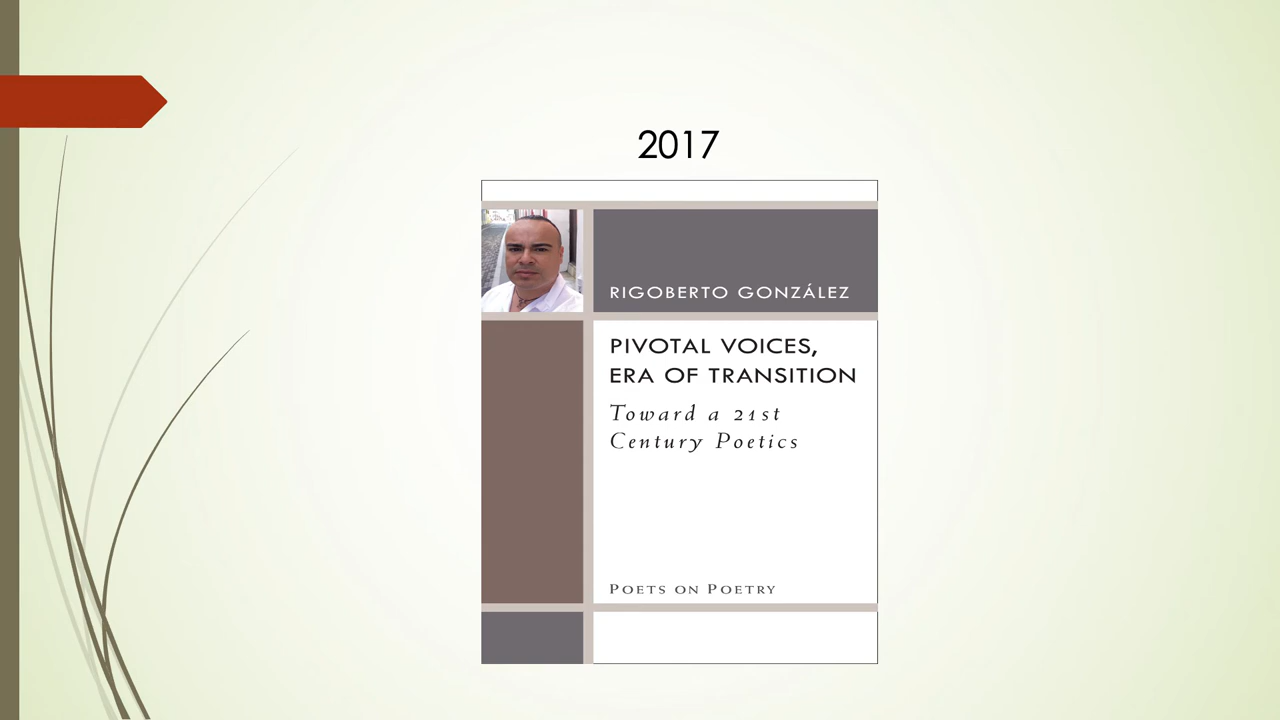 2017
RIGOBERTO GONZÁLEZ
PIVOTAL VOICES,
ERA OF TRANSITION
Toward a 21st
Century Poetics
POETS ON POETRY